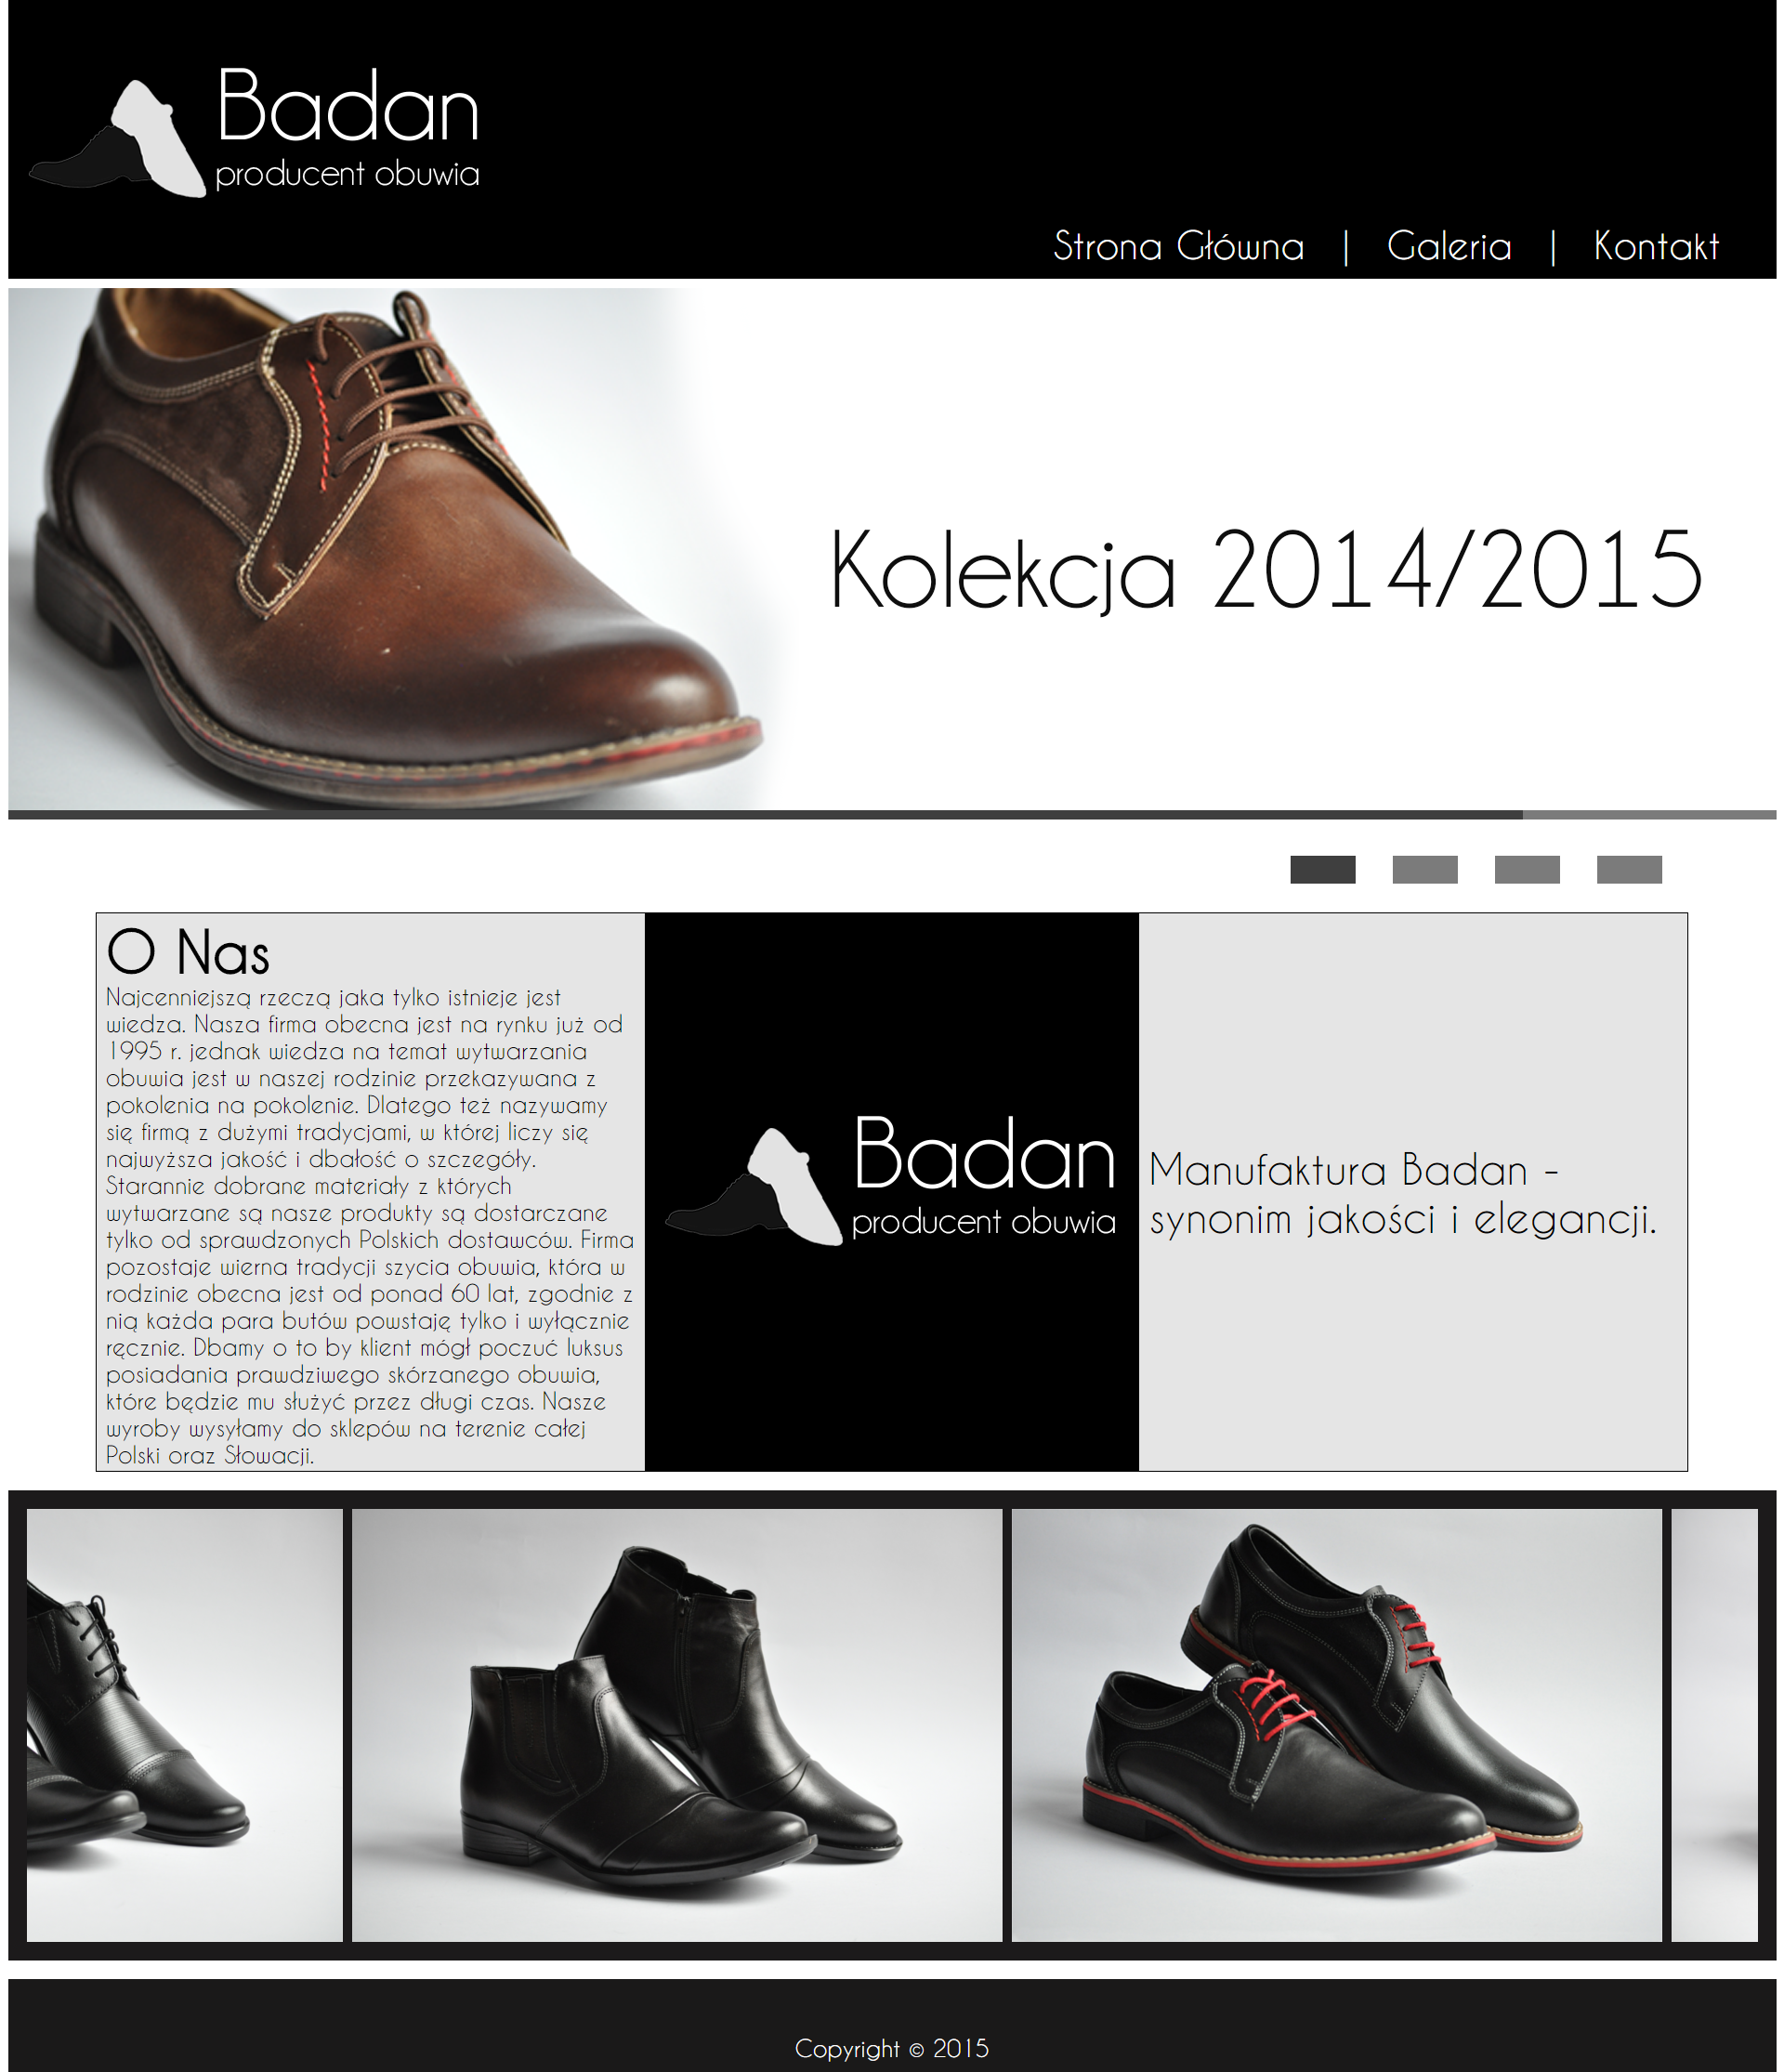 Badan
producent obuwia
Strona Główna | Galeria | Kontakt
Kolekcja 2014/2015
O Nas
Najcenniejszą rzeczą jaka tylko istnieje jest
wiedza. Nasza firma obecna jest na rynku już od
1995 r. jednak wiedza na temat wytwarzania
obuwia jest w naszej rodzinie przekazywana z
pokolenia na pokolenie. Dlatego też nazywamy
się firmą z dużymi tradycjami, w której liczy się
najwyższa jakość i dbałość o szczegóły.
Starannie dobrane materiały z których
wytwarzane są nasze produkty są dostarczane
tylko od sprawdzonych Polskich dostawców. Firma
pozostaje wierna tradycji szycia obuwia, która w
rodzinie obecna jest od ponad 60 lat, zgodnie z
nią każda para butów powstaję tylko i wyłącznie
ręcznie. Dbamy o to by klient mógł poczuć luksus
posiadania prawdziwego skórzanego obuwia,
które będzie mu służyć przez długi czas. Nasze
wyroby wysyłamy do sklepów na terenie całej
Polski oraz Słowacji.
Badan
producent obuwia
Manufaktura Badan -
synonim jakości i elegancji.
Copyright © 2015